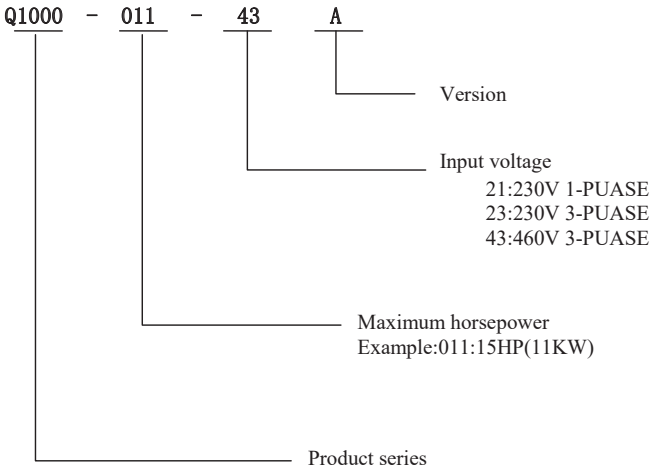 Q1000 - 011 - 43 A
Version
Input voltage
21:230V 1-PUASE
23:230V 3-PUASE
43:460V 3-PUASE
Maximum horsepower
Example:011:15HP(11KW)
Product series